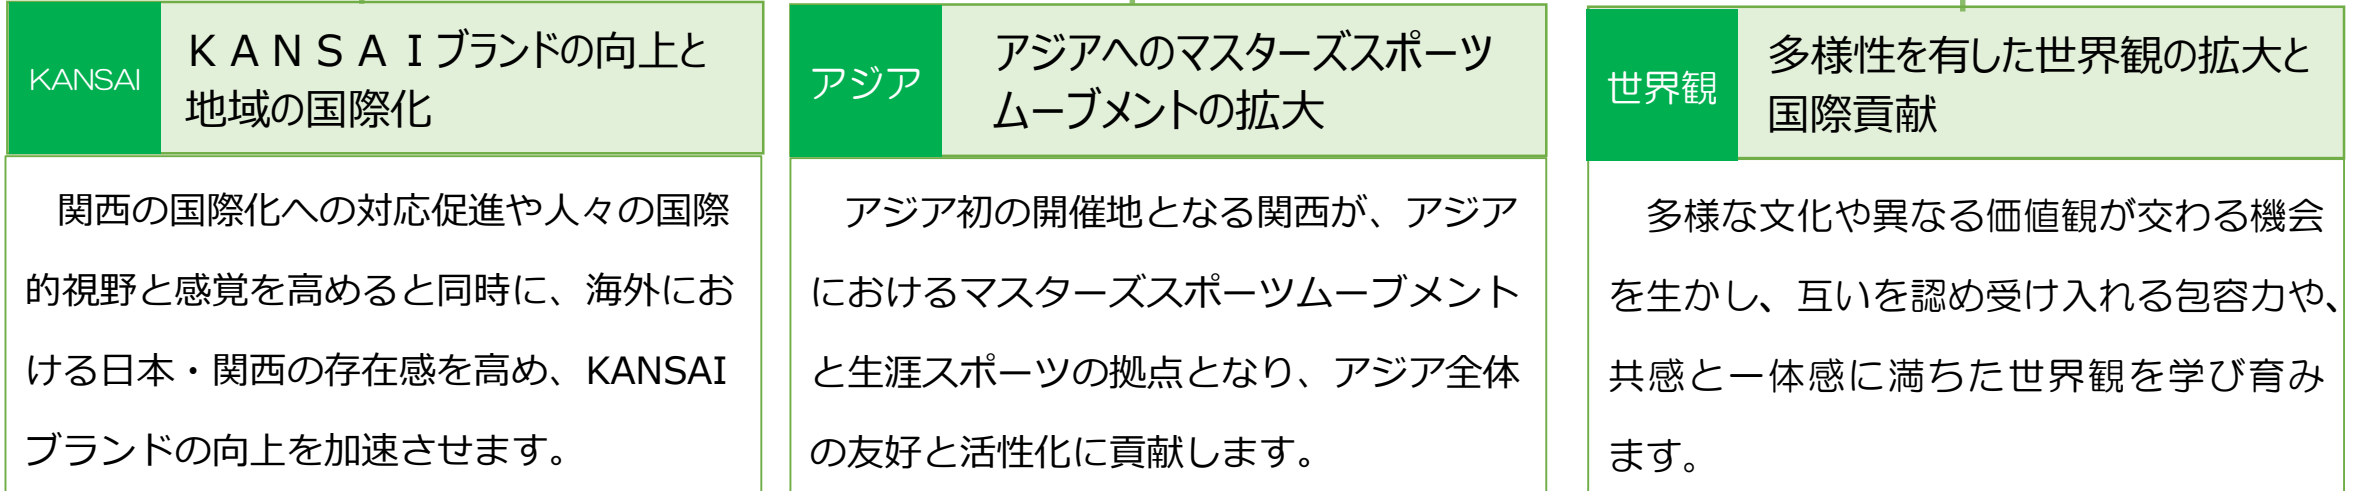 KANSAI
ＫＡＮＳＡＩブランドの向上と
地域の国際化
関西の国際化への対応促進や人々の国際
的視野と感覚を高めると同時に、海外にお
ける日本・関西の存在感を高め、KANSAI
ブランドの向上を加速させます。
アジア
アジアへのマスターズスポーツ
ムーブメントの拡大
アジア初の開催地となる関西が、アジア
におけるマスターズスポーツムーブメント
と生涯スポーツの拠点となり、アジア全体
の友好と活性化に貢献します。
世界観
多様性を有した世界観の拡大と
国際貢献
多様な文化や異なる価値観が交わる機会
を生かし、互いを認め受け入れる包容力や、
共感と一体感に満ちた世界観を学び育み
ます。